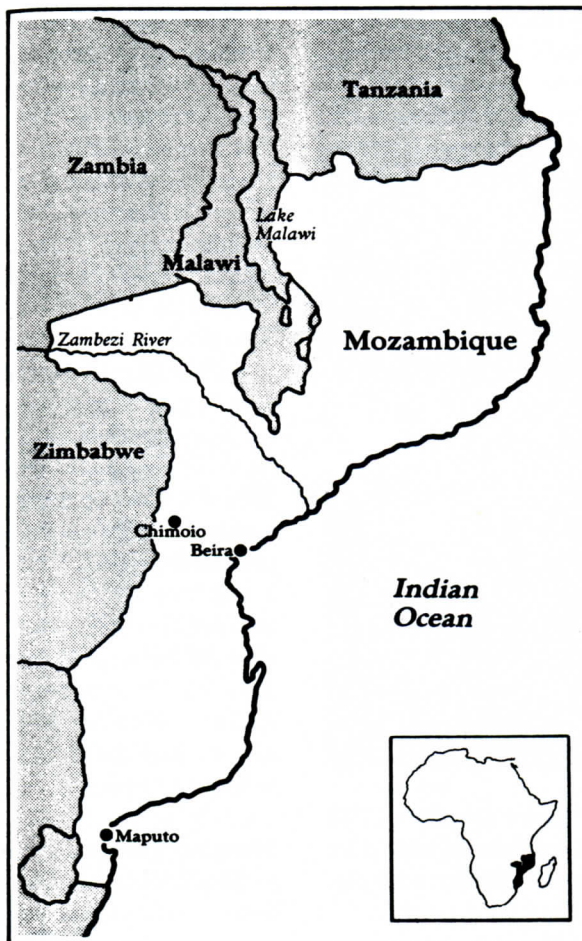 Tanzania
Zambia
Lake
Malawi
Malawi
Zambezi River
Mozambique
Zimbabwe
Chimoio
Beira
Indian
Ocean
Maputo